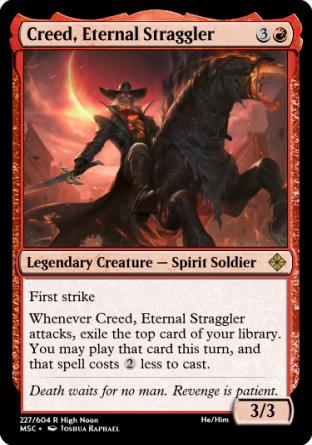 Creed, Eternal Straggler 3
Legendary Creature — Spirit Soldier
First strike
Whenever Creed, Eternal Straggler
attacks, exile the top card of your library.
You may play that card this turn, and
that spell costs 2 less to cast.
Death waits for no man. Revenge is patient.
3/3
227/604 R High Noon He/Him
MSC • Joshua Raphael